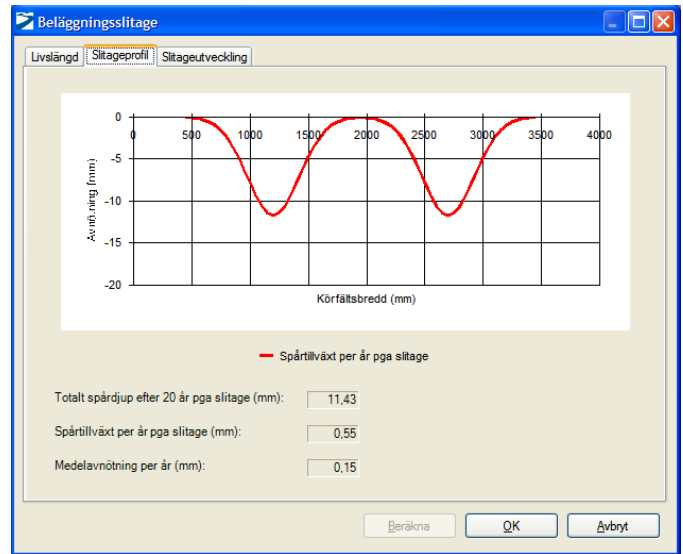 Beläggningsslitage
Livslängd Slitageprofil Slitageutveckling
0
0 500 1000 1500 2000 2500 3000 3500 4000
-5
-10
-15
-20
Avnötning (mm)
Körfältsbredd (mm)
Spårtillväxt per år pga slitage
Totalt spårdjup efter 20 år pga slitage (mm): 11,43
Spårtillväxt per år pga slitage (mm): 0,55
Medelavnötning per år (mm): 0,15
Beräkna OK Avbryt